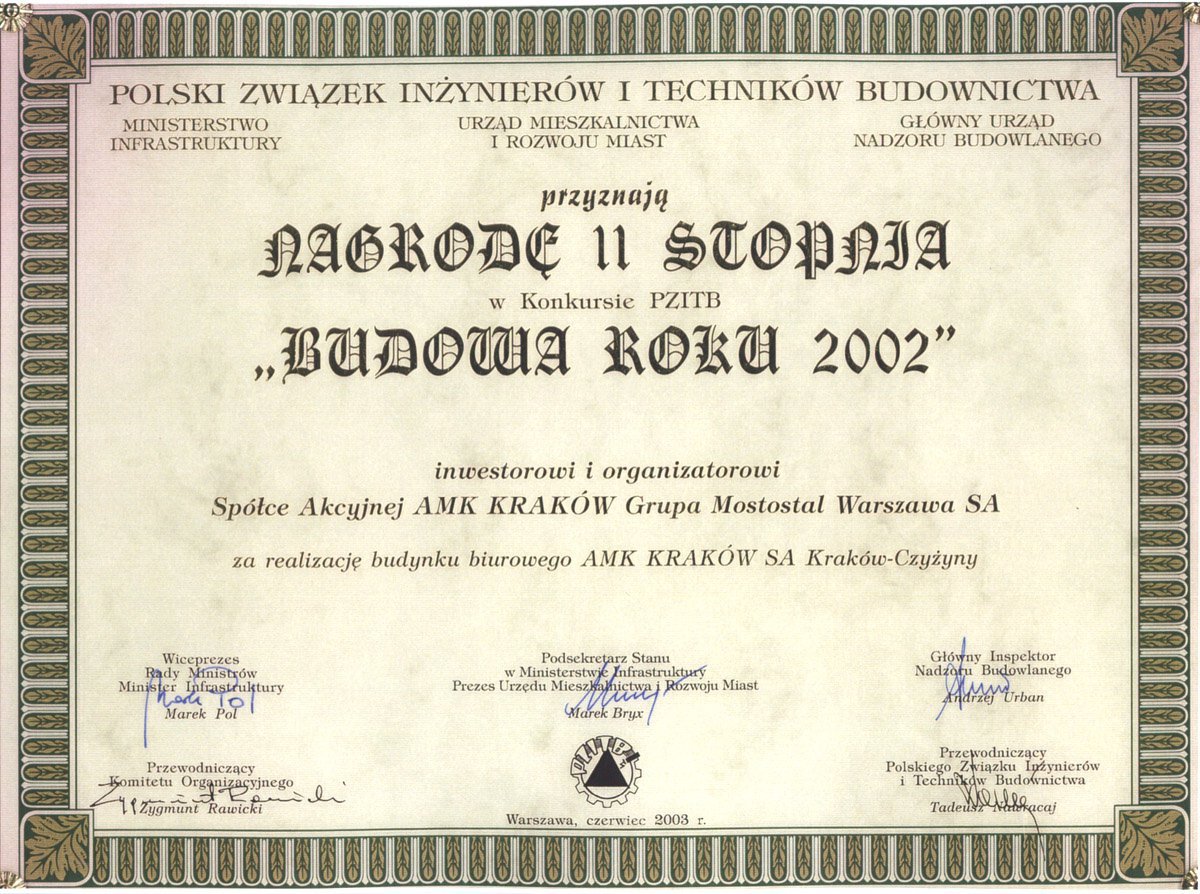 POLSKI ZWIĄZEK INŻYNIERÓW I TECHNIKÓW BUDOWNICTWA
MINISTERSTWO
INFRASTRUKTURY
URZĄD MIESZKALNICTWA
I ROZWOJU MIAST
GŁÓWNY URZĄD
NADZORU BUDOWLANEGO
przyznają
NAGRODĘ II STOPNIA
w Konkursie PZITB
„BUDOWA ROKU 2002”
inwestorowi i organizatorowi
Spółce Akcyjnej AMK KRAKÓW Grupa Mostostal Warszawa SA
za realizację budynku biurowego AMK KRAKÓW SA Kraków-Czyżyny
Wiceprezes
Rady Ministrów
Minister Infrastruktury
Marek Pol
Podsekretarz Stanu
w Ministerstwie Infrastruktury
Prezes Urzędu Mieszkalnictwa i Rozwoju Miast
Marek Bryx
Główny Inspektor
Nadzoru Budowlanego
Andrzej Urban
Przewodniczący
Komitetu Organizacyjnego
Zygmunt Rawicki
Przewodniczący
Polskiego Związku Inżynierów
i Techników Budownictwa
Tadeusz Nawracaj
Warszawa, czerwiec 2003 r.